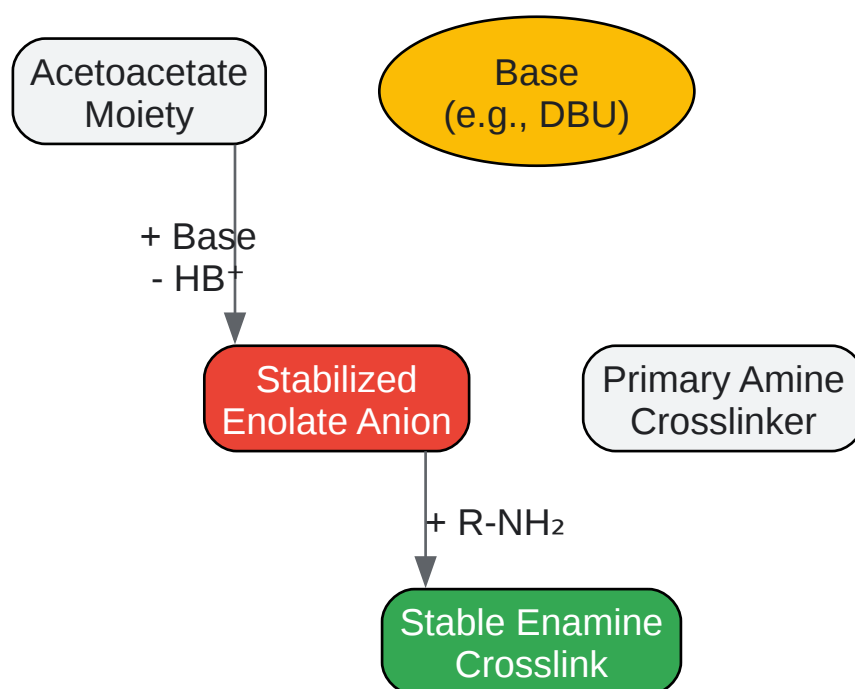 Acetoacetate
Moiety
Base
(e.g., DBU)
+ Base
- HB⁺
Stabilized
Enolate Anion
Primary Amine
Crosslinker
+ R-NH₂
Stable Enamine
Crosslink